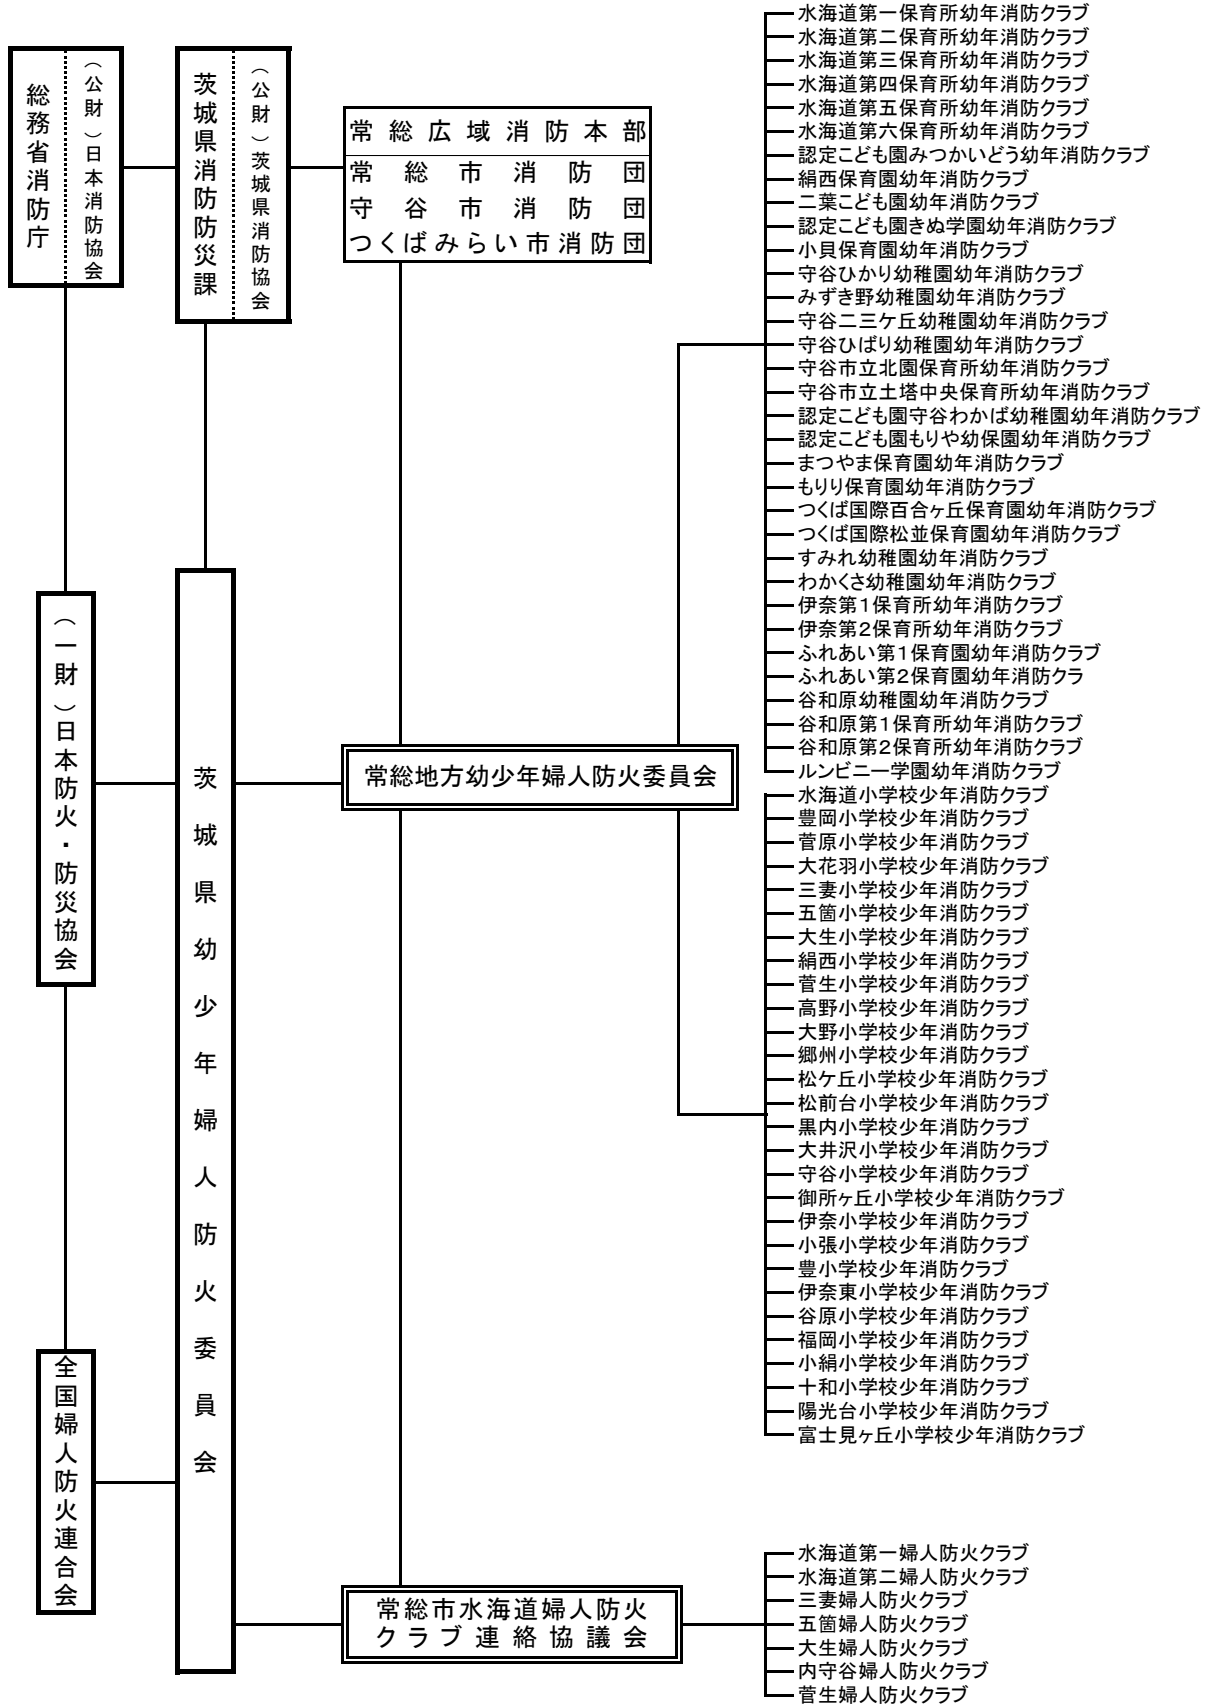 総務省消防庁
（公財）日本消防協会
茨城県消防防災課
（公財）茨城県消防協会
常総広域消防本部
常総市消防団
守谷市消防団
つくばみらい市消防団
（一財）日本防火・防災協会
全国婦人防火連合会
茨城県幼少年婦人防火委員会
常総地方幼少年婦人防火委員会
常総市水海道婦人防火
クラブ連絡協議会
水海道第一保育所幼年消防クラブ
水海道第二保育所幼年消防クラブ
水海道第三保育所幼年消防クラブ
水海道第四保育所幼年消防クラブ
水海道第五保育所幼年消防クラブ
水海道第六保育所幼年消防クラブ
認定こども園みつかいどう幼年消防クラブ
絹西保育園幼年消防クラブ
二葉こども園幼年消防クラブ
認定こども園きぬ学園幼年消防クラブ
小貝保育園幼年消防クラブ
守谷ひかり幼稚園幼年消防クラブ
みずき野幼稚園幼年消防クラブ
守谷二三ケ丘幼稚園幼年消防クラブ
守谷ひばり幼稚園幼年消防クラブ
守谷市立北園保育所幼年消防クラブ
守谷市立土塔中央保育所幼年消防クラブ
認定こども園守谷わかば幼稚園幼年消防クラブ
認定こども園もりや幼保園幼年消防クラブ
まつやま保育園幼年消防クラブ
もりり保育園幼年消防クラブ
つくば国際百合ヶ丘保育園幼年消防クラブ
つくば国際松並保育園幼年消防クラブ
すみれ幼稚園幼年消防クラブ
わかくさ幼稚園幼年消防クラブ
伊奈第1保育所幼年消防クラブ
伊奈第2保育所幼年消防クラブ
ふれあい第1保育園幼年消防クラブ
ふれあい第2保育園幼年消防クラ
谷和原幼稚園幼年消防クラブ
谷和原第1保育所幼年消防クラブ
谷和原第2保育所幼年消防クラブ
ルンビニー学園幼年消防クラブ
水海道小学校少年消防クラブ
豊岡小学校少年消防クラブ
菅原小学校少年消防クラブ
大花羽小学校少年消防クラブ
三妻小学校少年消防クラブ
五箇小学校少年消防クラブ
大生小学校少年消防クラブ
絹西小学校少年消防クラブ
菅生小学校少年消防クラブ
高野小学校少年消防クラブ
大野小学校少年消防クラブ
郷州小学校少年消防クラブ
松ケ丘小学校少年消防クラブ
松前台小学校少年消防クラブ
黒内小学校少年消防クラブ
大井沢小学校少年消防クラブ
守谷小学校少年消防クラブ
御所ヶ丘小学校少年消防クラブ
伊奈小学校少年消防クラブ
小張小学校少年消防クラブ
豊小学校少年消防クラブ
伊奈東小学校少年消防クラブ
谷原小学校少年消防クラブ
福岡小学校少年消防クラブ
小絹小学校少年消防クラブ
十和小学校少年消防クラブ
陽光台小学校少年消防クラブ
富士見ヶ丘小学校少年消防クラブ
水海道第一婦人防火クラブ
水海道第二婦人防火クラブ
三妻婦人防火クラブ
五箇婦人防火クラブ
大生婦人防火クラブ
内守谷婦人防火クラブ
菅生婦人防火クラブ